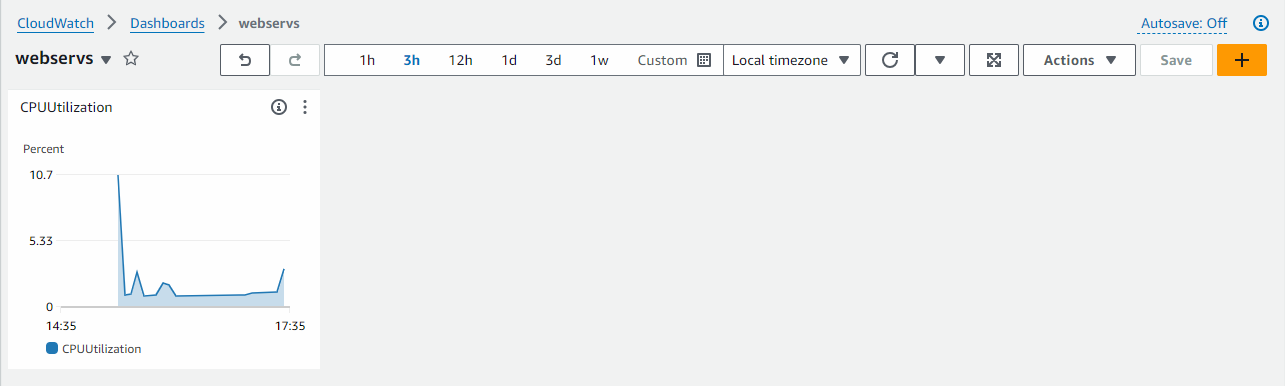 CloudWatch > Dashboards > webservs
Autosave: Off
webservs
1h 3h 12h 1d 3d 1w Custom Local timezone Actions Save
CPUUtilization
Percent
10.7
5.33
0
14:35 17:35
CPUUtilization